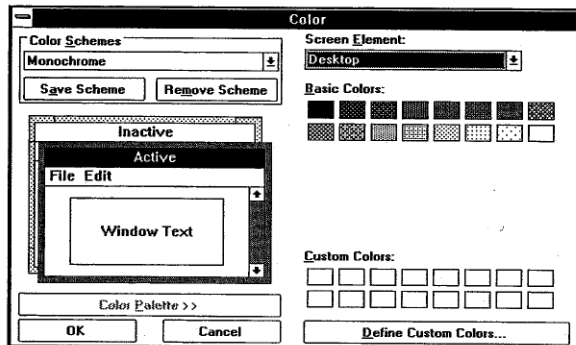 Color
Color Schemes
Monochrome
Save Scheme
Remove Scheme
Inactive
Active
File Edit
Window Text
Color Palette >>
OK
Cancel
Screen Element:
Desktop
Basic Colors:
Custom Colors:
Define Custom Colors...